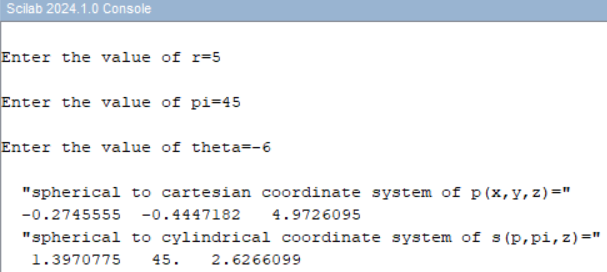 Scilab 2024.1.0 Console
Enter the value of r=5
Enter the value of pi=45
Enter the value of theta=-6
"spherical to cartesian coordinate system of p(x,y,z)="
-0.2745555 -0.4447182 4.9726095
"spherical to cylindrical coordinate system of s(p,pi,z)="
1.3970775 45. 2.6266099